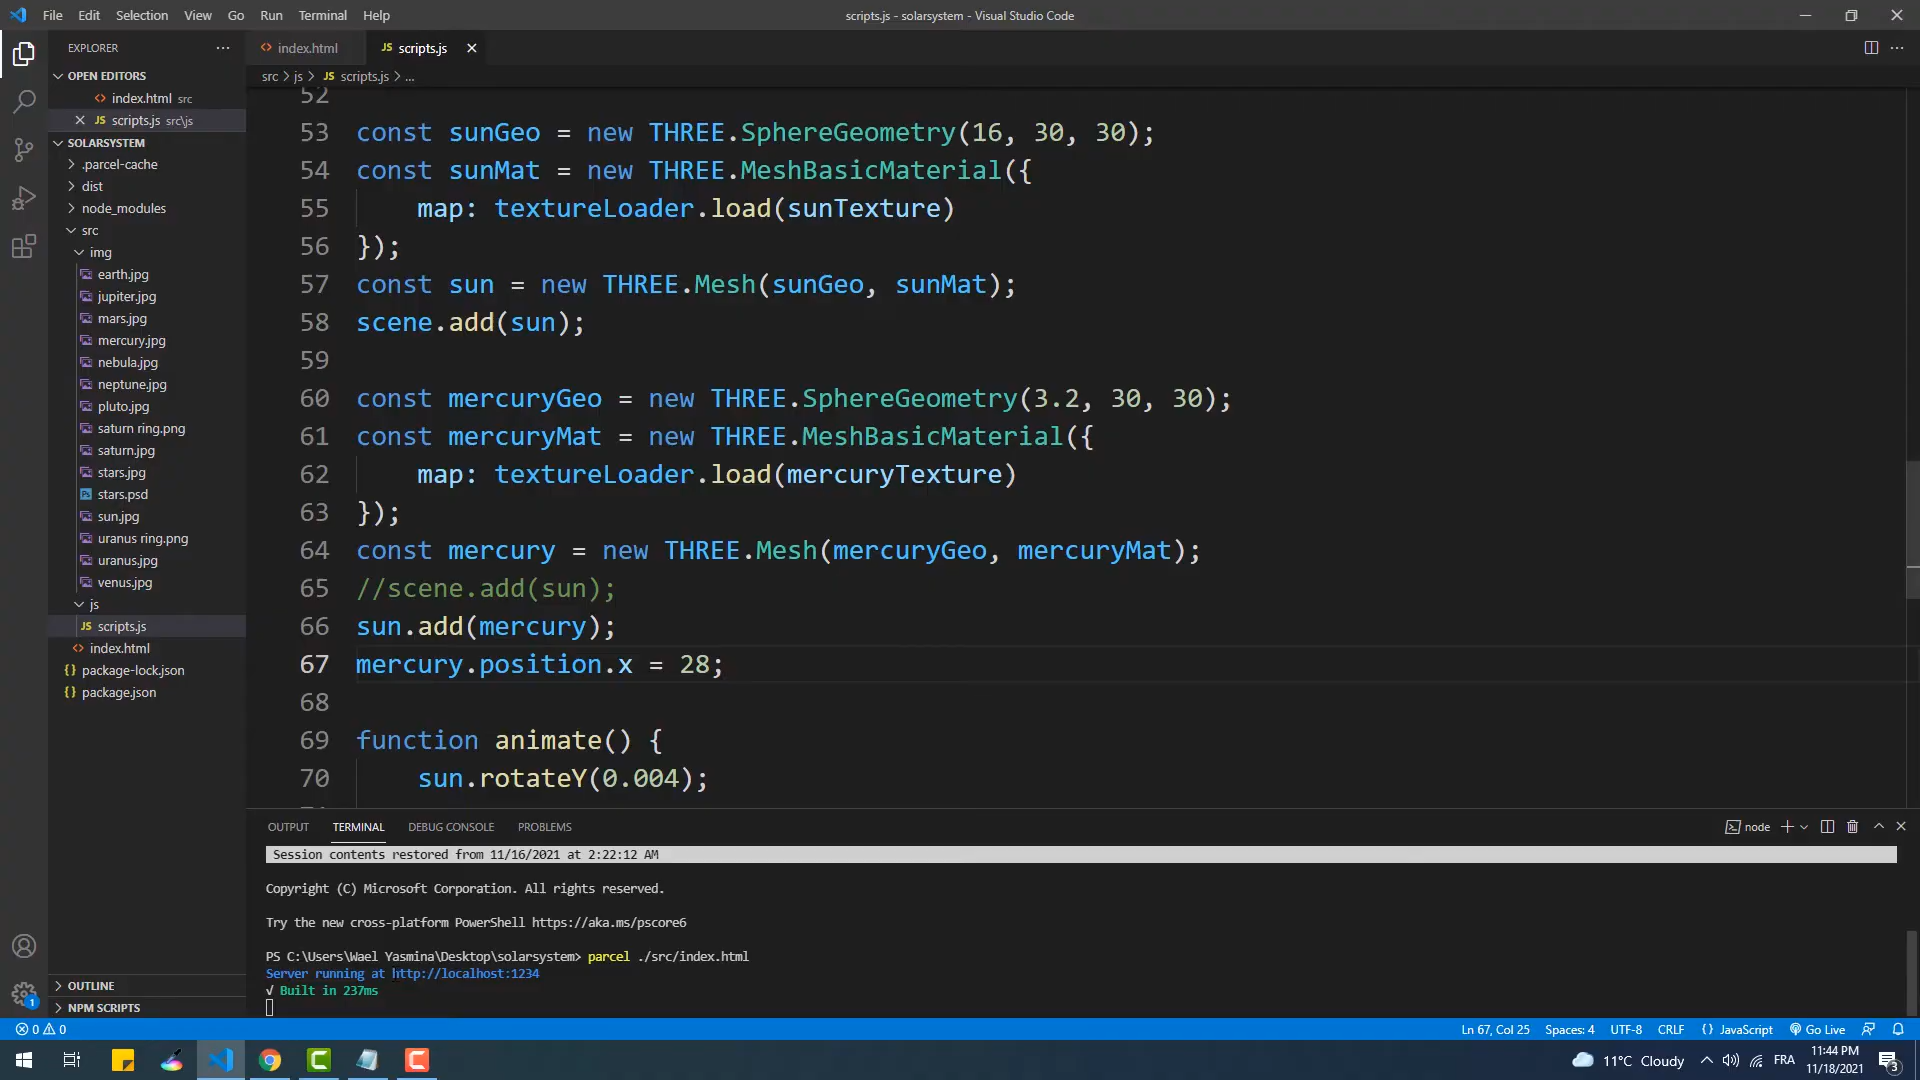 File Edit Selection View Go Run Terminal Help
scripts.js - solarsystem - Visual Studio Code
EXPLORER
OPEN EDITORS
index.html src
JS scripts.js src\js
SOLARSYSTEM
.parcel-cache
dist
node_modules
src
img
earth.jpg
jupiter.jpg
mars.jpg
mercury.jpg
nebula.jpg
neptune.jpg
pluto.jpg
saturn ring.png
saturn.jpg
stars.jpg
stars.psd
sun.jpg
uranus ring.png
uranus.jpg
venus.jpg
js
JS scripts.js
index.html
{} package-lock.json
{} package.json
OUTLINE
NPM SCRIPTS
index.html
JS scripts.js
src > js > JS scripts.js > ...
52
53 const sunGeo = new THREE.SphereGeometry(16, 30, 30);
54 const sunMat = new THREE.MeshBasicMaterial({
55 map: textureLoader.load(sunTexture)
56 });
57 const sun = new THREE.Mesh(sunGeo, sunMat);
58 scene.add(sun);
59
60 const mercuryGeo = new THREE.SphereGeometry(3.2, 30, 30);
61 const mercuryMat = new THREE.MeshBasicMaterial({
62 map: textureLoader.load(mercuryTexture)
63 });
64 const mercury = new THREE.Mesh(mercuryGeo, mercuryMat);
65 //scene.add(sun);
66 sun.add(mercury);
67 mercury.position.x = 28;
68
69 function animate() {
70 sun.rotateY(0.004);
OUTPUT TERMINAL DEBUG CONSOLE PROBLEMS
node
Session contents restored from 11/16/2021 at 2:22:12 AM
Copyright (C) Microsoft Corporation. All rights reserved.
Try the new cross-platform PowerShell https://aka.ms/pscore6
PS C:\Users\Wael Yasmina\Desktop\solarsystem> parcel ./src/index.html
Server running at http://localhost:1234
√ Built in 237ms
1
0 0
Ln 67, Col 25 Spaces: 4 UTF-8 CRLF {} JavaScript Go Live
11°C Cloudy
FRA
11:44 PM
11/18/2021
3